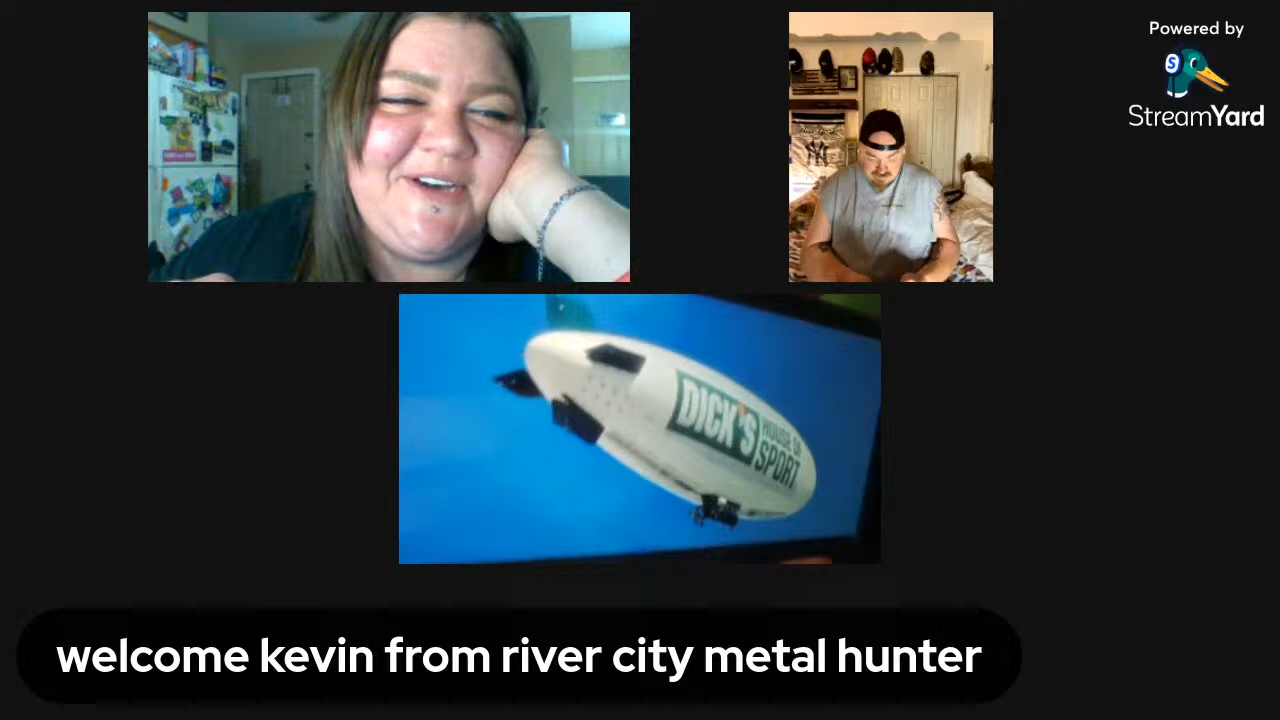 Powered by
StreamYard
DICK'S
HOUSE OF
SPORT
welcome kevin from river city metal hunter